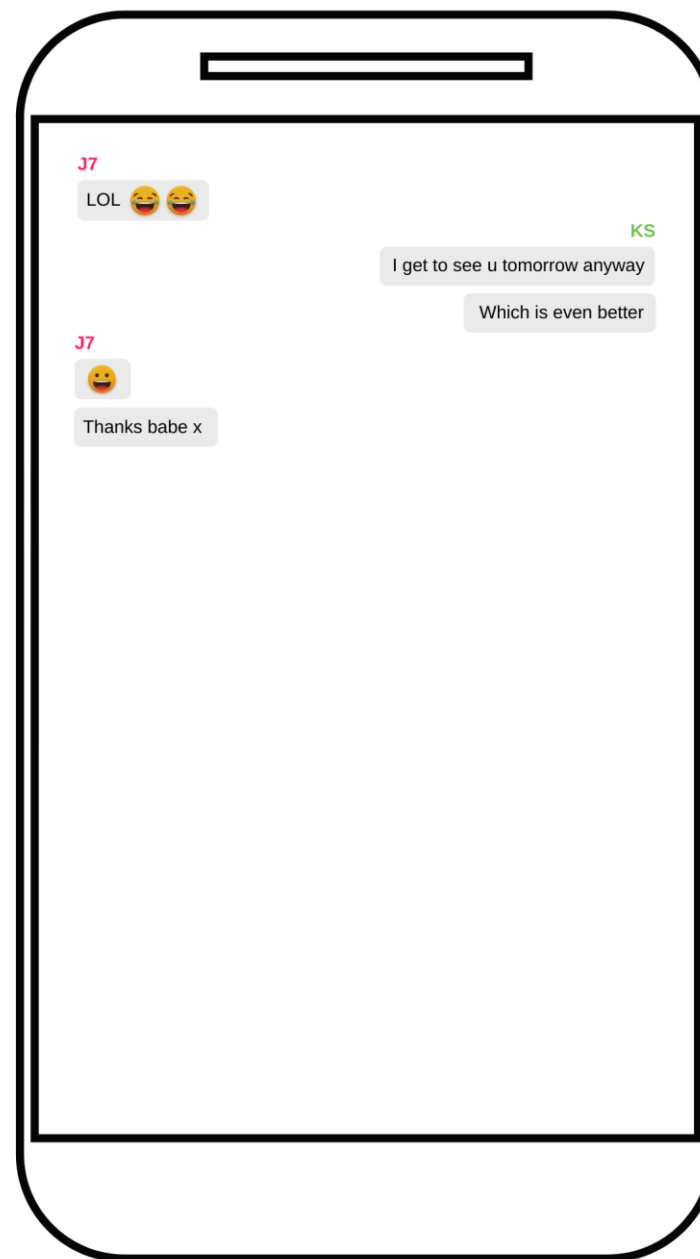 J7
LOL 😂😂
KS
I get to see u tomorrow anyway
Which is even better
J7
😀
Thanks babe x